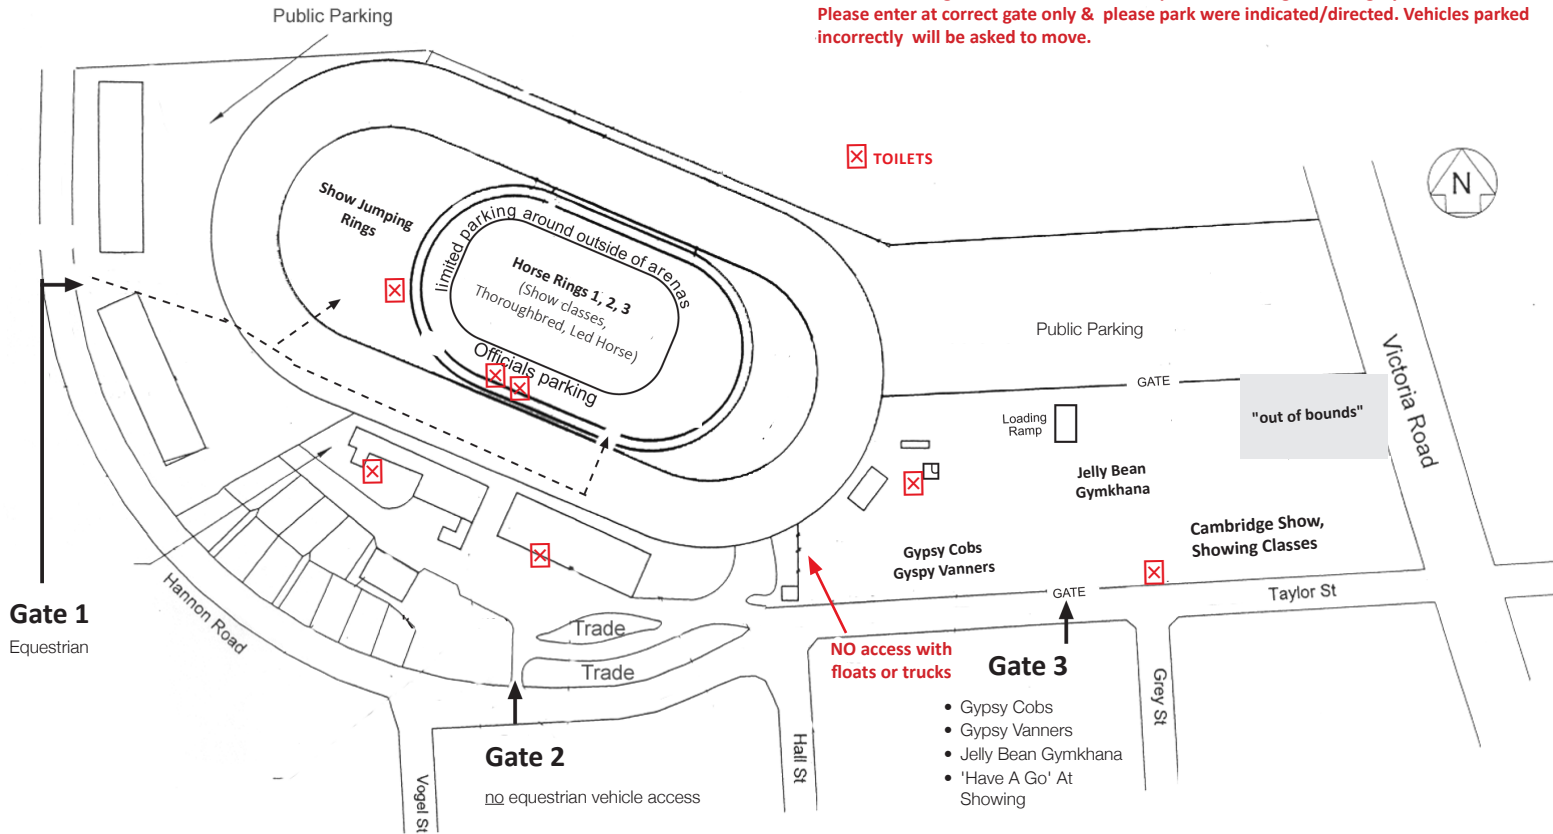 Please enter at correct gate only & please park were indicated/directed. Vehicles parked
incorrectly will be asked to move.
Public Parking
TOILETS
N
Show Jumping
Rings
limited parking around outside of arenas
Horse Rings 1, 2, 3
(Show classes,
Thoroughbred, Led Horse)
Officials parking
Public Parking
Victoria Road
GATE
"out of bounds"
Loading
Ramp
Jelly Bean
Gymkhana
Cambridge Show,
Showing Classes
Gypsy Cobs
Gyspy Vanners
GATE
Taylor St
Gate 1
Equestrian
Hannon Road
Trade
Trade
NO access with
floats or trucks
Gate 3
• Gypsy Cobs
• Gypsy Vanners
• Jelly Bean Gymkhana
• 'Have A Go' At
Showing
Grey St
Hall St
Gate 2
no equestrian vehicle access
Vogel St